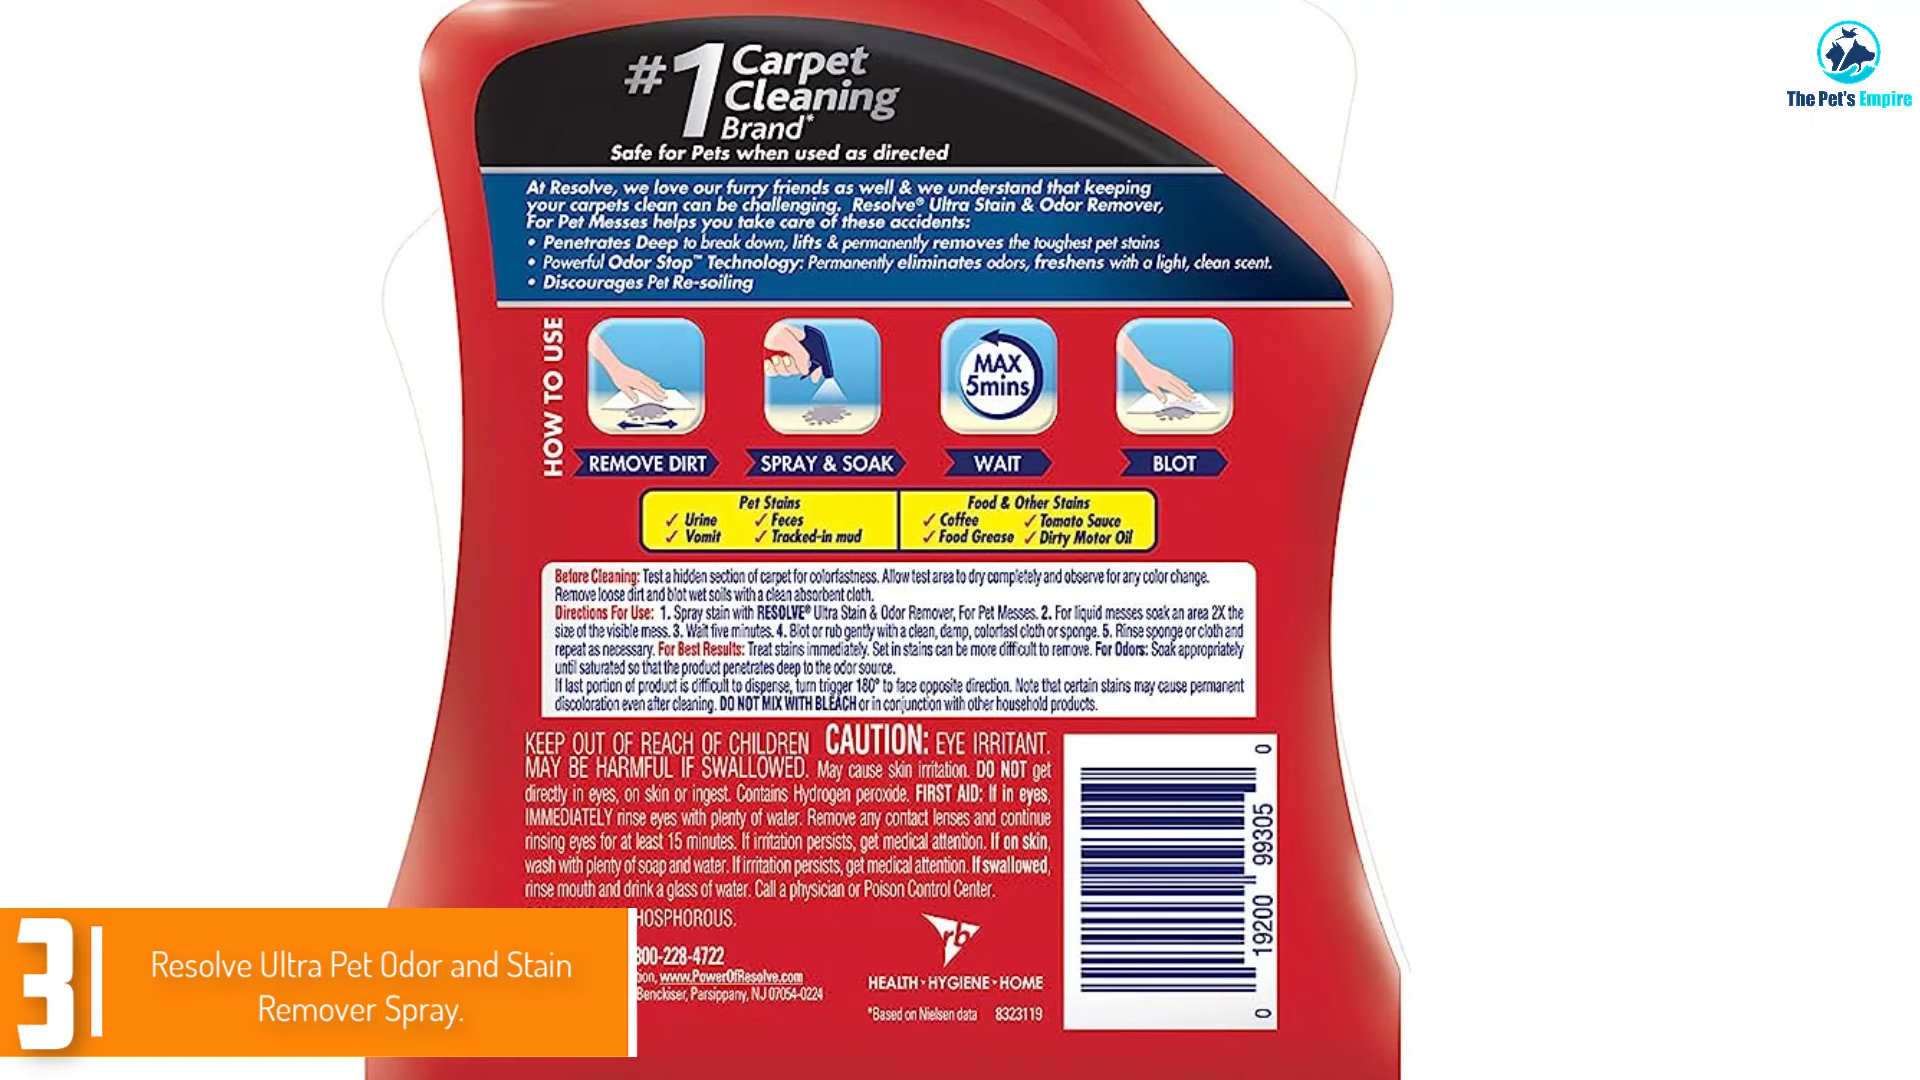 #1 Carpet
Cleaning
Brand*
Safe for Pets when used as directed
The Pet's Empire
At Resolve, we love our furry friends as well & we understand that keeping
your carpets clean can be challenging. Resolve® Ultra Stain & Odor Remover,
For Pet Messes helps you take care of these accidents:
• Penetrates Deep to break down, lifts & permanently removes the toughest pet stains
• Powerful Odor Stop™ Technology: Permanently eliminates odors, freshens with a light, clean scent.
• Discourages Pet Re-soiling
HOW TO USE
MAX
5mins
REMOVE DIRT
SPRAY & SOAK
WAIT
BLOT
Pet Stains
✓ Urine ✓ Feces
✓ Vomit ✓ Tracked-in mud
Food & Other Stains
✓ Coffee ✓ Tomato Sauce
✓ Food Grease ✓ Dirty Motor Oil
Before Cleaning: Test a hidden section of carpet for colorfastness. Allow test area to dry completely and observe for any color change.
Remove loose dirt and blot wet soils with a clean absorbent cloth.
Directions For Use: 1. Spray stain with RESOLVE® Ultra Stain & Odor Remover, For Pet Messes. 2. For liquid messes soak an area 2X the
size of the visible mess. 3. Wait five minutes. 4. Blot or rub gently with a clean, damp, colorfast cloth or sponge. 5. Rinse sponge or cloth and
repeat as necessary. For Best Results: Treat stains immediately. Set in stains can be more difficult to remove. For Odors: Soak appropriately
until saturated so that the product penetrates deep to the odor source.
If last portion of product is difficult to dispense, turn trigger 180° to face opposite direction. Note that certain stains may cause permanent
discoloration even after cleaning. DO NOT MIX WITH BLEACH or in conjunction with other household products.
KEEP OUT OF REACH OF CHILDREN CAUTION: EYE IRRITANT.
MAY BE HARMFUL IF SWALLOWED. May cause skin irritation. DO NOT get
directly in eyes, on skin or ingest. Contains Hydrogen peroxide. FIRST AID: If in eyes,
IMMEDIATELY rinse eyes with plenty of water. Remove any contact lenses and continue
rinsing eyes for at least 15 minutes. If irritation persists, get medical attention. If on skin,
wash with plenty of soap and water. If irritation persists, get medical attention. If swallowed,
rinse mouth and drink a glass of water. Call a physician or Poison Control Center.
HOSPHOROUS.
800-228-4722
www.PowerOfResolve.com
Benckiser, Parsippany, NJ 07054-0224
rb
HEALTH • HYGIENE • HOME
*Based on Nielsen data 8323119
0 19200 99305 0
3
Resolve Ultra Pet Odor and Stain
Remover Spray.